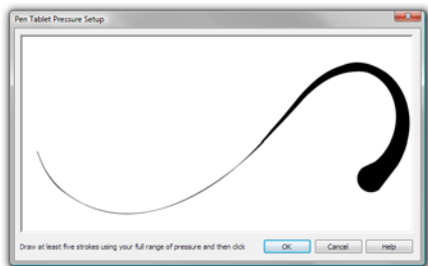 Pen Tablet Pressure Setup
Draw at least five strokes using your full range of pressure and then click
OK
Cancel
Help